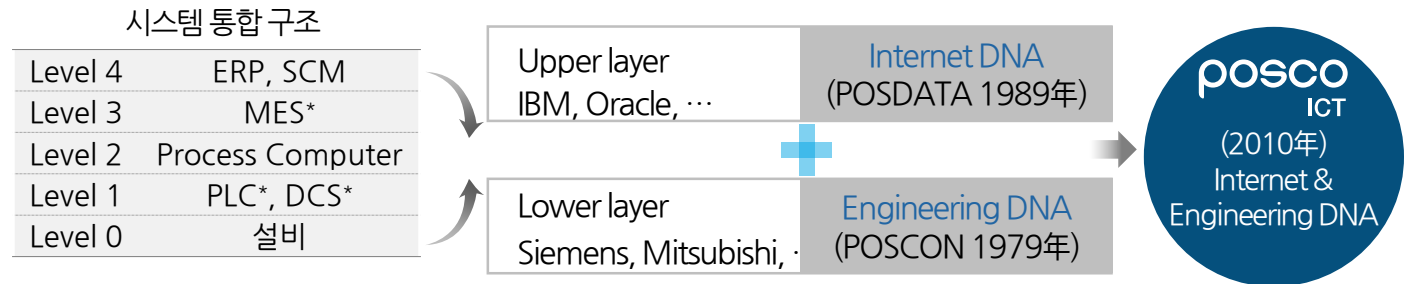 시스템 통합 구조
Level 4 ERP, SCM
Level 3 MES*
Level 2 Process Computer
Level 1 PLC*, DCS*
Level 0 설비
Upper layer
IBM, Oracle, …
Internet DNA
(POSDATA 1989年)
Lower layer
Siemens, Mitsubishi, ·
Engineering DNA
(POSCON 1979年)
posco
ICT
(2010年)
Internet &
Engineering DNA